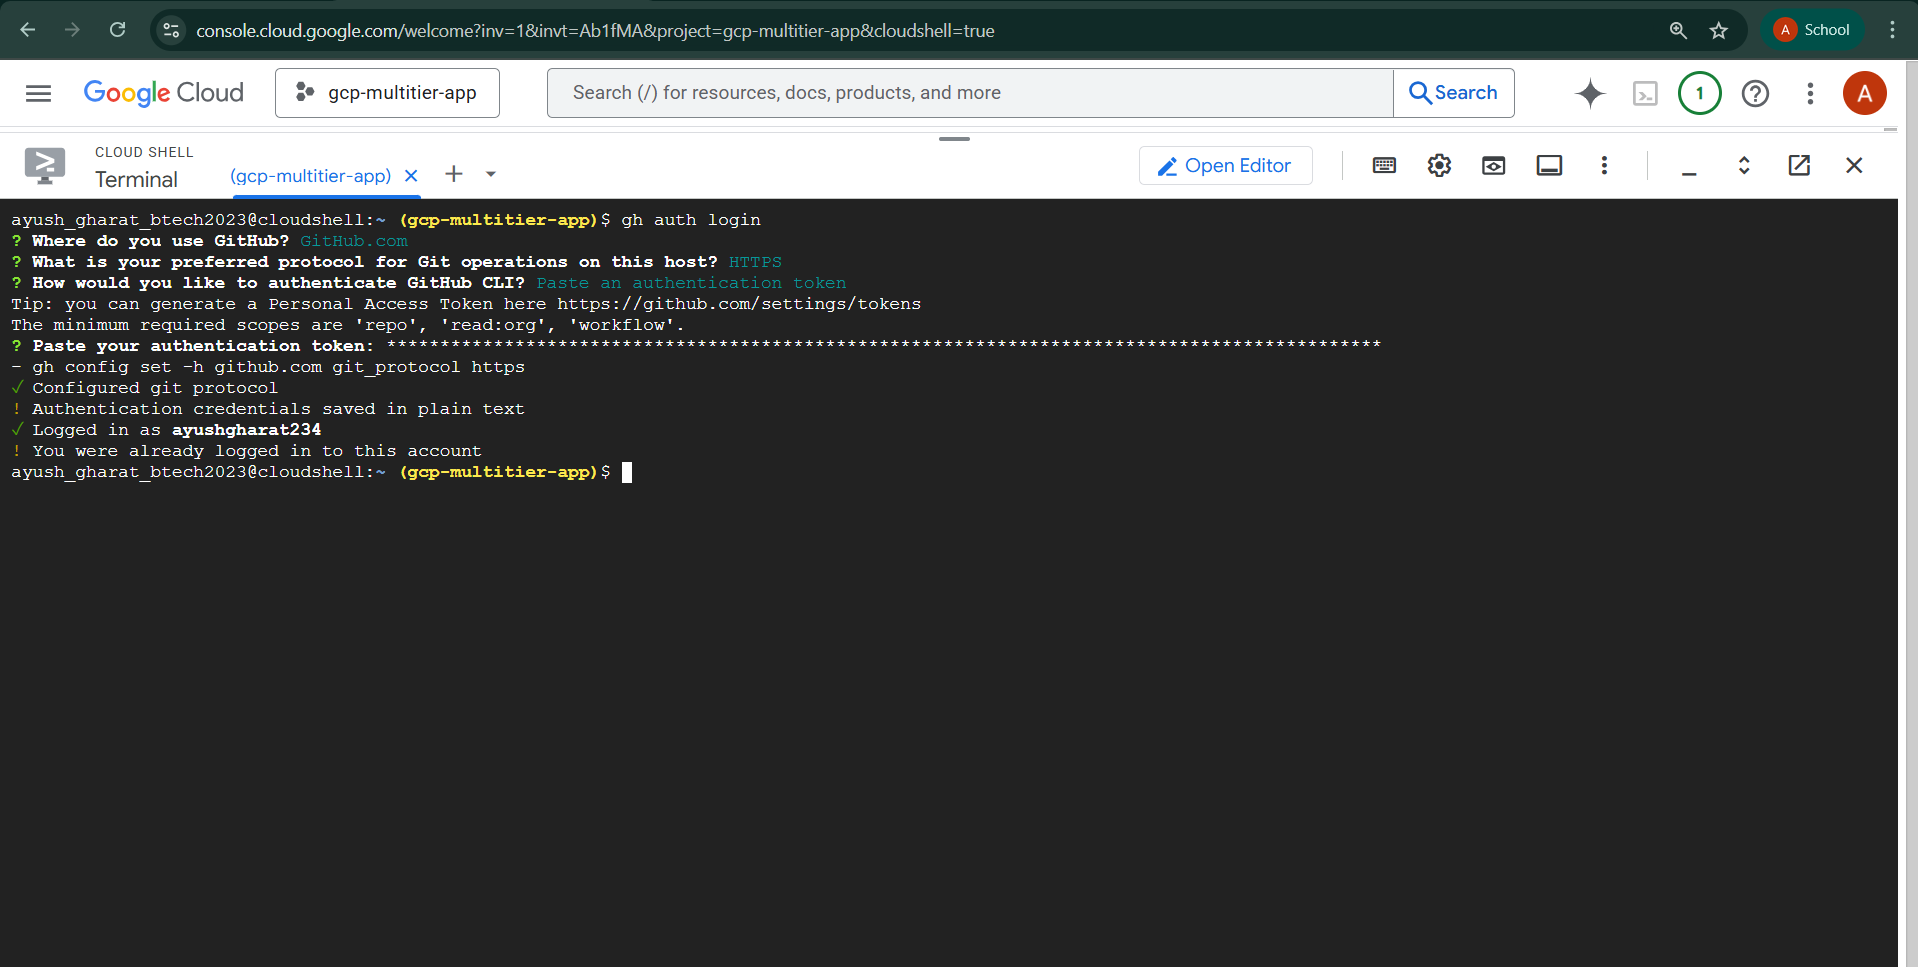 console.cloud.google.com/welcome?inv=1&invt=Ab1fMA&project=gcp-multitier-app&cloudshell=true
A School
Google Cloud
gcp-multitier-app
Search (/) for resources, docs, products, and more
Search
1
A
CLOUD SHELL
Terminal
(gcp-multitier-app)
Open Editor
ayush_gharat_btech2023@cloudshell:~ (gcp-multitier-app)$ gh auth login
? Where do you use GitHub? GitHub.com
? What is your preferred protocol for Git operations on this host? HTTPS
? How would you like to authenticate GitHub CLI? Paste an authentication token
Tip: you can generate a Personal Access Token here https://github.com/settings/tokens
The minimum required scopes are 'repo', 'read:org', 'workflow'.
? Paste your authentication token: *********************************************************************************************
- gh config set -h github.com git_protocol https
✓ Configured git protocol
! Authentication credentials saved in plain text
✓ Logged in as ayushgharat234
! You were already logged in to this account
ayush_gharat_btech2023@cloudshell:~ (gcp-multitier-app)$